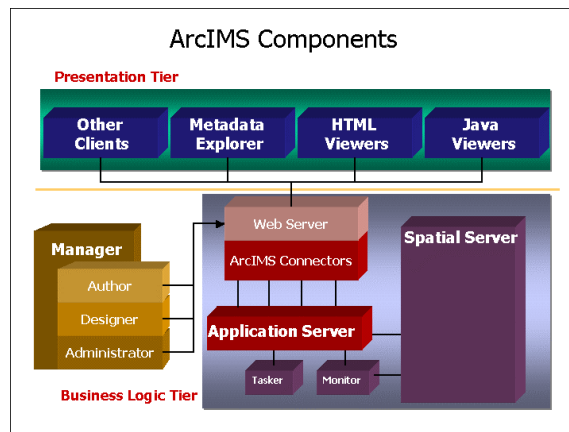 ArcIMS Components
Presentation Tier
Other
Clients
Metadata
Explorer
HTML
Viewers
Java
Viewers
Web Server
ArcIMS Connectors
Spatial Server
Manager
Author
Designer
Administrator
Application Server
Tasker
Monitor
Business Logic Tier